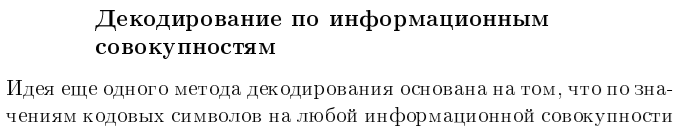 Декодирование по информационным
совокупностям
Идея еще одного метода декодирования основана на том, что по зна-
чениям кодовых символов на любой информационной совокупности